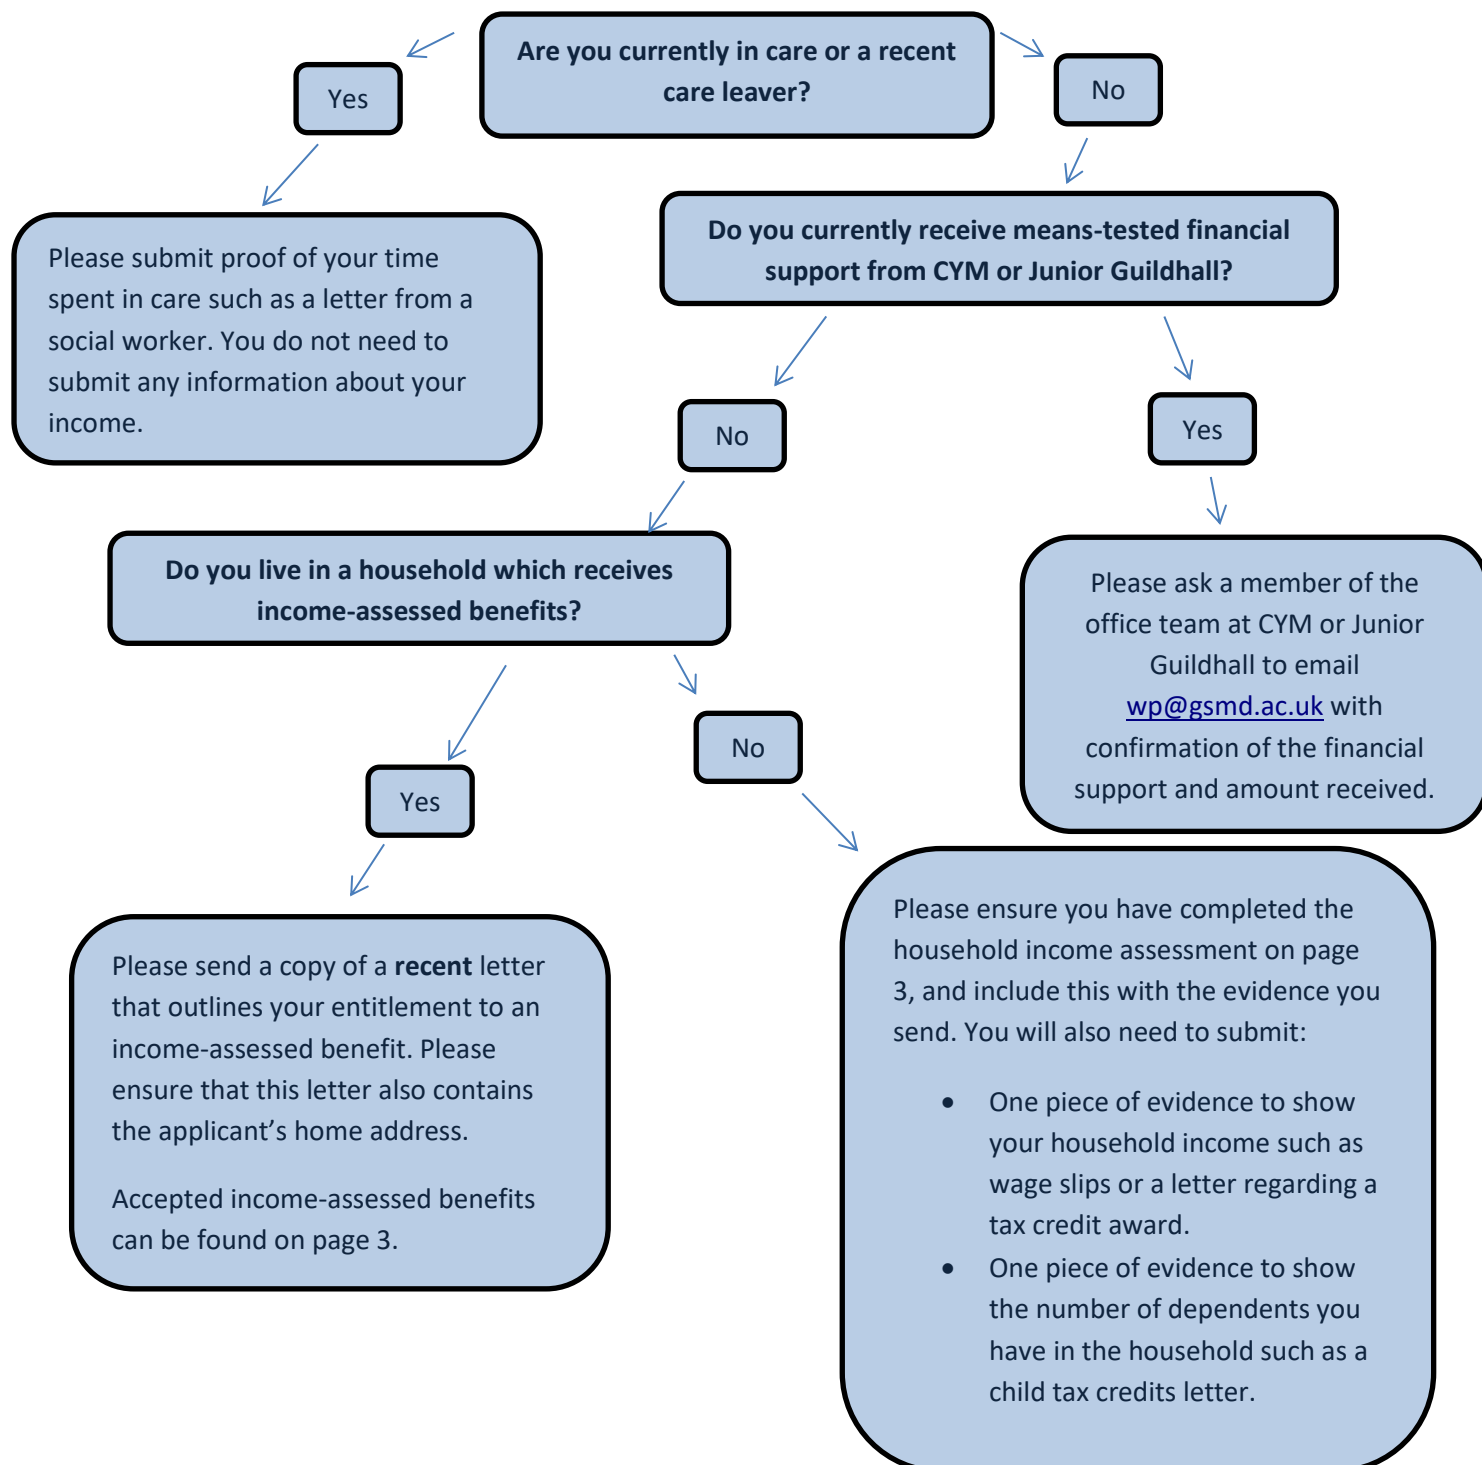 Are you currently in care or a recent
care leaver?
Yes
No
Please submit proof of your time
spent in care such as a letter from a
social worker. You do not need to
submit any information about your
income.
Do you currently receive means-tested financial
support from CYM or Junior Guildhall?
No
Yes
Do you live in a household which receives
income-assessed benefits?
Please ask a member of the
office team at CYM or Junior
Guildhall to email
wp@gsmd.ac.uk with
confirmation of the financial
support and amount received.
Yes
No
Please send a copy of a recent letter
that outlines your entitlement to an
income-assessed benefit. Please
ensure that this letter also contains
the applicant’s home address.
Accepted income-assessed benefits
can be found on page 3.
Please ensure you have completed the
household income assessment on page
3, and include this with the evidence you
send. You will also need to submit:
• One piece of evidence to show
your household income such as
wage slips or a letter regarding a
tax credit award.
• One piece of evidence to show
the number of dependents you
have in the household such as a
child tax credits letter.